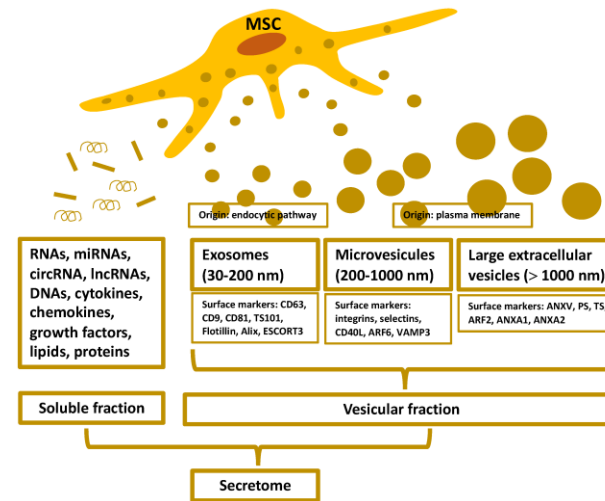 MSC
Origin: endocytic pathway
Origin: plasma membrane
RNAs, miRNAs,
circRNA, lncRNAs,
DNAs, cytokines,
chemokines,
growth factors,
lipids, proteins
Exosomes
(30-200 nm)
Microvesicules
(200-1000 nm)
Large extracellular
vesicles (> 1000 nm)
Surface markers: CD63,
CD9, CD81, TS101,
Flotillin, Alix, ESCORT3
Surface markers:
integrins, selectins,
CD40L, ARF6, VAMP3
Surface markers: ANXV, PS, TS,
ARF2, ANXA1, ANXA2
Soluble fraction
Vesicular fraction
Secretome